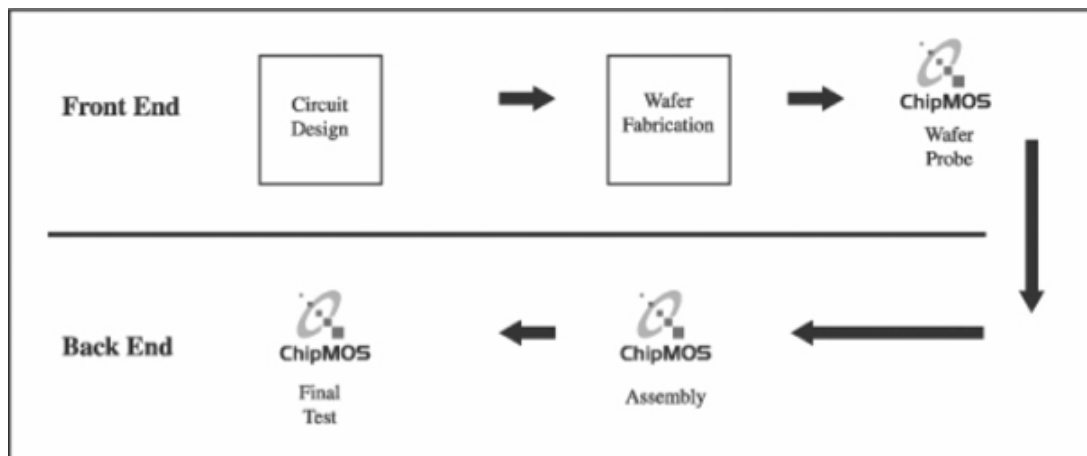 Front End
Circuit
Design
Wafer
Fabrication
ChipMOS
Wafer
Probe
Back End
ChipMOS
Final
Test
ChipMOS
Assembly